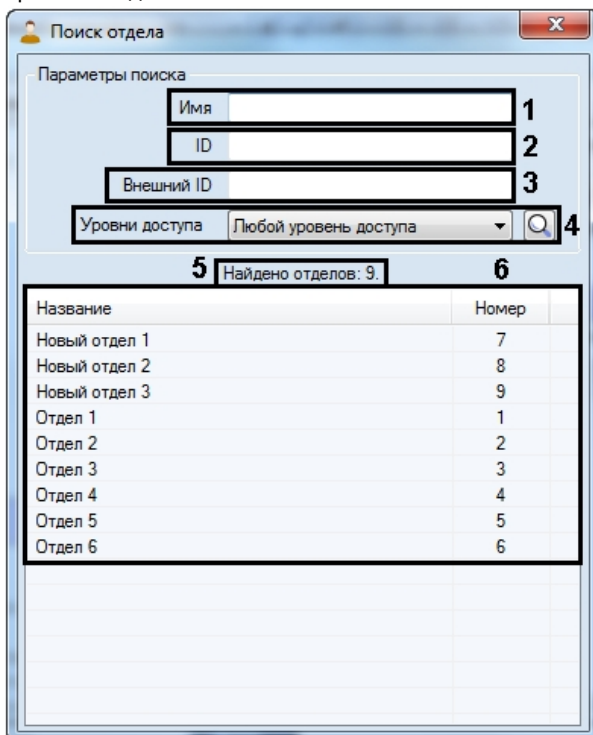 Поиск отдела
Параметры поиска
Имя 1
ID 2
Внешний ID 3
Уровни доступа Любой уровень доступа 4
5 Найдено отделов: 9. 6
Название Номер
Новый отдел 1 7
Новый отдел 2 8
Новый отдел 3 9
Отдел 1 1
Отдел 2 2
Отдел 3 3
Отдел 4 4
Отдел 5 5
Отдел 6 6